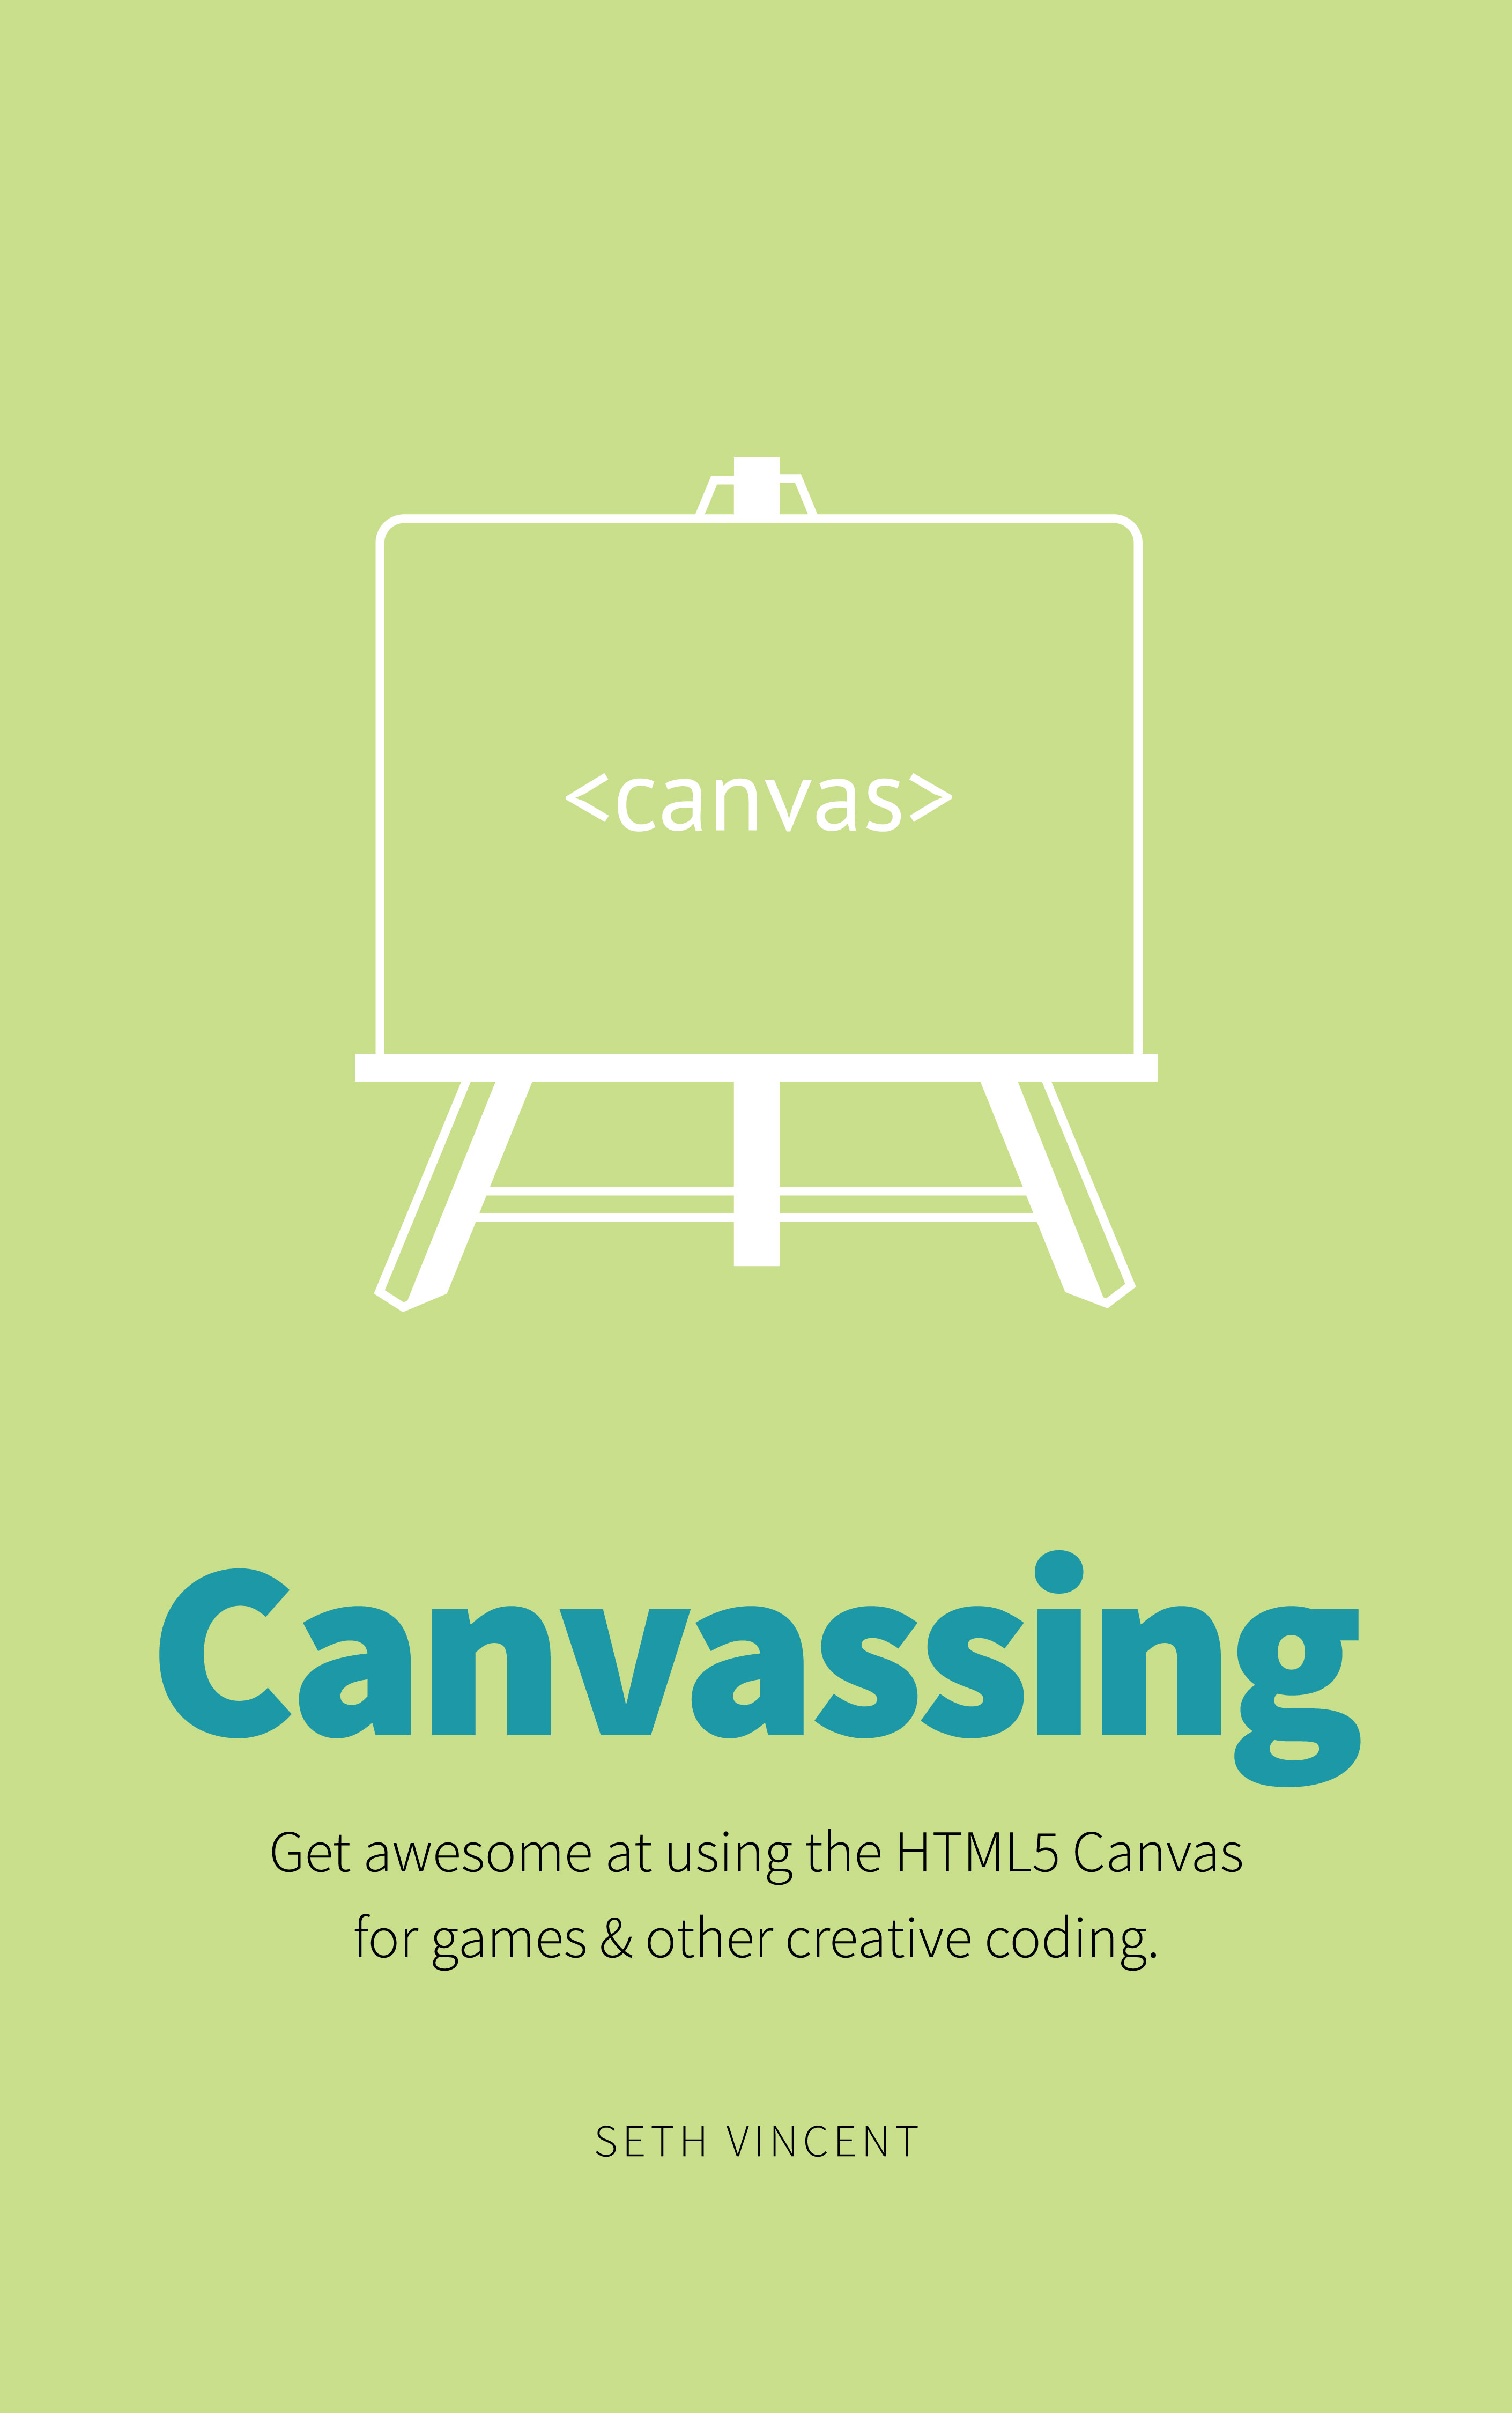 <canvas>
Canvassing
Get awesome at using the HTML5 Canvas
for games & other creative coding.
SETH VINCENT